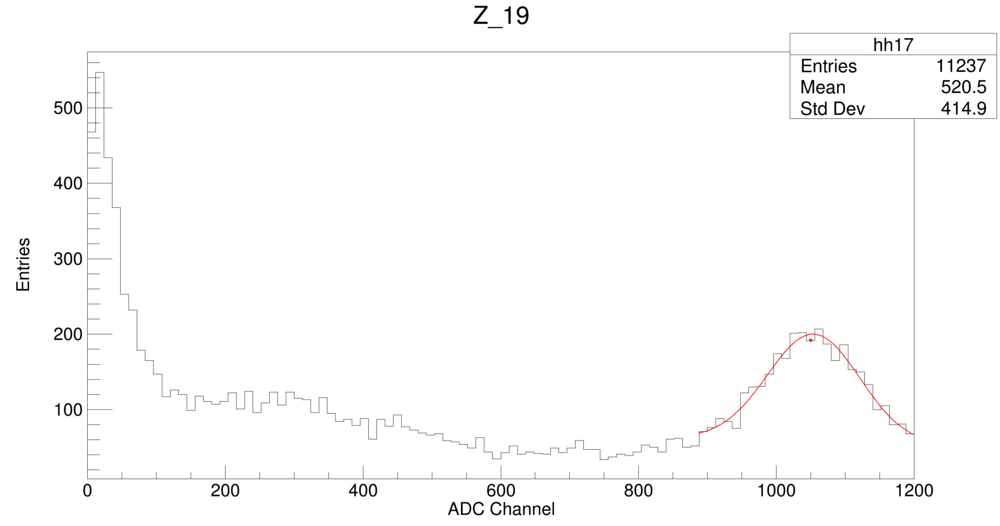 Z_19
hh17
Entries 11237
Mean 520.5
Std Dev 414.9
500
400
300
200
100
Entries
0 200 400 600 800 1000 1200
ADC Channel